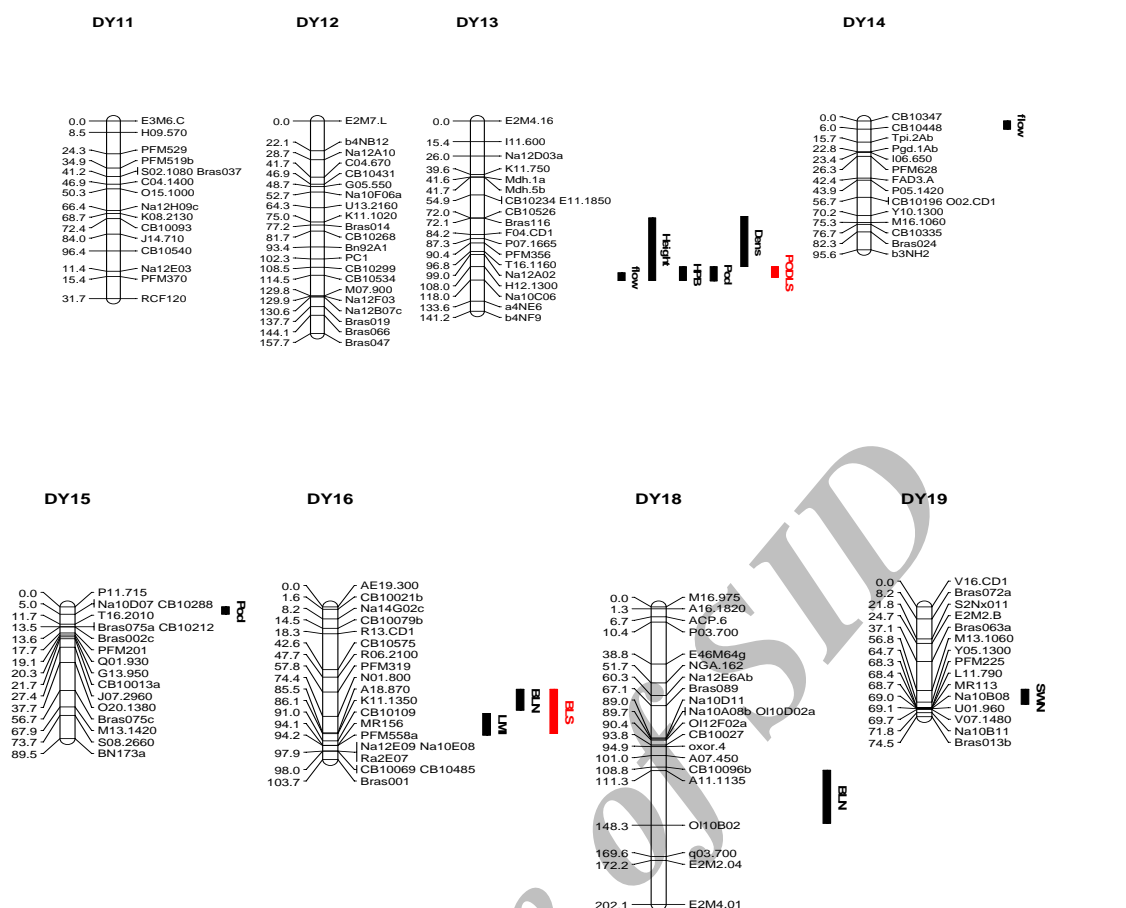 DY11
0.0 E3M6.C
8.5 H09.570
24.3 PFM529
34.9 PFM519b
41.2 S02.1080 Bras037
46.9 C04.1400
50.3 O15.1000
66.4 Na12H09c
68.7 K08.2130
72.4 CB10093
84.0 J14.710
96.4 CB10540
11.4 Na12E03
15.4 PFM370
31.7 RCF120
DY12
0.0 E2M7.L
22.1 b4NB12
28.7 Na12A10
41.7 C04.670
46.9 CB10431
48.7 G05.550
52.7 Na10F06a
64.3 U13.2160
75.0 K11.1020
77.2 Bras014
81.7 CB10268
93.4 Bn92A1
102.3 PC1
108.5 CB10299
114.5 CB10534
129.8 M07.900
129.9 Na12F03
130.6 Na12B07c
137.7 Bras019
144.1 Bras066
157.7 Bras047
DY13
0.0 E2M4.16
15.4 I11.600
26.0 Na12D03a
39.6 K11.750
41.6 Mdh.1a
41.7 Mdh.5b
54.9 CB10234 E11.1850
72.0 CB10526
72.1 Bras116
84.2 F04.CD1
87.3 P07.1665
90.4 PFM356
96.8 T16.1160
99.0 Na12A02
108.0 H12.1300
118.0 Na10C06
133.6 a4NE6
141.2 b4NF9
flow
Height
HPB
Pod
Dens
PODLS
DY14
0.0 CB10347
6.0 CB10448
15.7 Tpi.2Ab
22.8 Pgd.1Ab
23.4 I06.650
26.3 PFM628
42.4 FAD3.A
43.9 P05.1420
56.7 CB10196 O02.CD1
70.2 Y10.1300
75.3 M16.1060
76.7 CB10335
82.3 Bras024
95.6 b3NH2
flow
DY15
0.0 P11.715
5.0 Na10D07 CB10288
11.7 T16.2010
13.5 Bras075a CB10212
13.6 Bras002c
17.7 PFM201
19.1 Q01.930
20.3 G13.950
21.7 CB10013a
27.4 J07.2960
37.7 O20.1380
56.7 Bras075c
67.9 M13.1420
73.7 S08.2660
89.5 BN173a
Pod
DY16
0.0 AE19.300
1.6 CB10021b
8.2 Na14G02c
14.5 CB10079b
18.3 R13.CD1
42.6 CB10575
47.7 R06.2100
57.8 PFM319
74.4 N01.800
85.5 A18.870
86.1 K11.1350
91.0 CB10109
94.1 MR156
94.2 PFM558a
Na12E09 Na10E08
97.9 Ra2E07
98.0 CB10069 CB10485
103.7 Bras001
LMI
BLN
BLS
DY18
0.0 M16.975
1.3 A16.1820
6.7 ACP.6
10.4 P03.700
38.8 E46M64g
51.7 NGA.162
60.3 Na12E6Ab
67.1 Bras089
89.0 Na10D11
89.7 Na10A08b Ol10D02a
90.4 Ol12F02a
93.8 CB10027
94.9 oxor.4
101.0 A07.450
108.8 CB10096b
111.3 A11.1135
148.3 Ol10B02
169.6 q03.700
172.2 E2M2.04
202.1 E2M4.01
BLN
DY19
0.0 V16.CD1
8.2 Bras072a
21.8 S2Nx011
24.7 E2M2.B
37.1 Bras063a
56.8 M13.1060
64.7 Y05.1300
68.3 PFM225
68.4 L11.790
68.7 MR113
69.0 Na10B08
69.1 U01.960
69.7 V07.1480
71.8 Na10B11
74.5 Bras013b
SWN
of SID